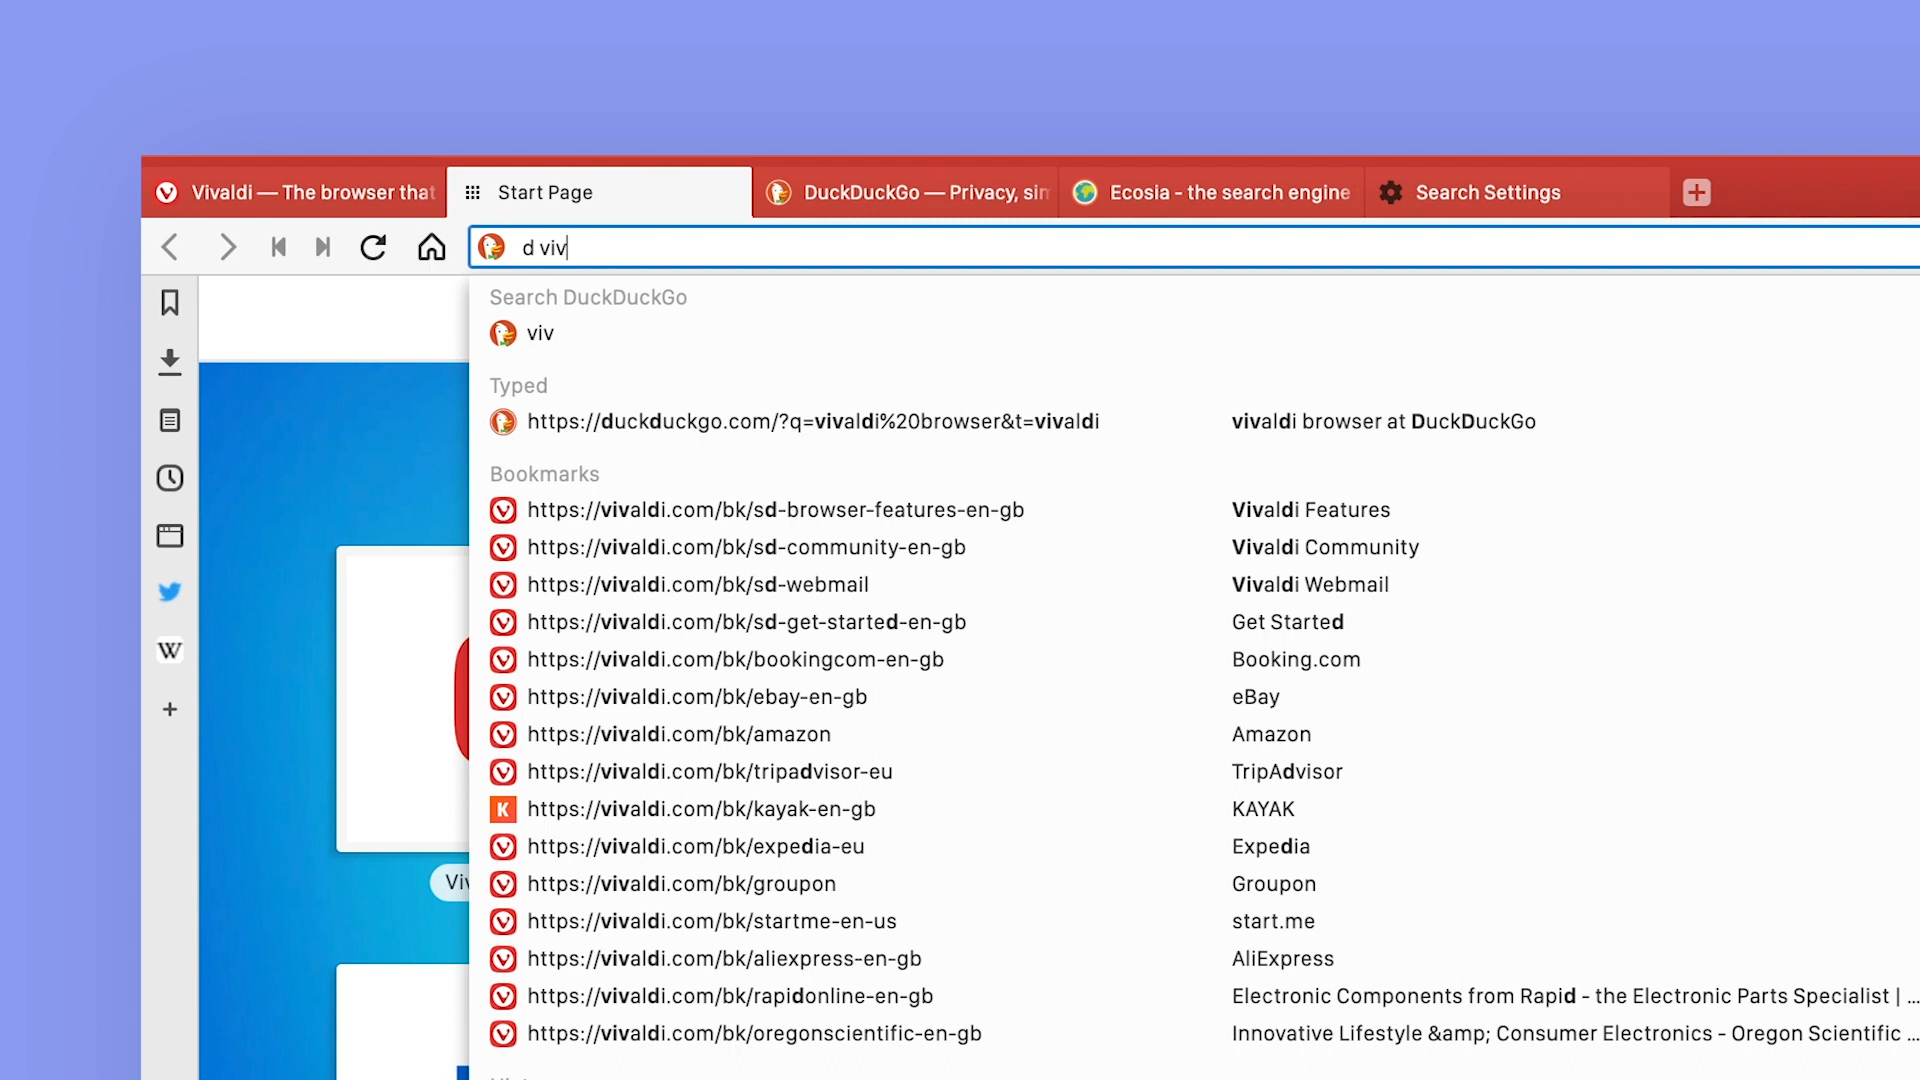 Vivaldi — The browser that
Start Page
DuckDuckGo — Privacy, sim
Ecosia - the search engine
Search Settings
d viv
Search DuckDuckGo
viv
Typed
https://duckduckgo.com/?q=vivaldi%20browser&t=vivaldi vivaldi browser at DuckDuckGo
Bookmarks
https://vivaldi.com/bk/sd-browser-features-en-gb Vivaldi Features
https://vivaldi.com/bk/sd-community-en-gb Vivaldi Community
https://vivaldi.com/bk/sd-webmail Vivaldi Webmail
https://vivaldi.com/bk/sd-get-started-en-gb Get Started
W
https://vivaldi.com/bk/bookingcom-en-gb Booking.com
https://vivaldi.com/bk/ebay-en-gb eBay
https://vivaldi.com/bk/amazon Amazon
https://vivaldi.com/bk/tripadvisor-eu TripAdvisor
K https://vivaldi.com/bk/kayak-en-gb KAYAK
https://vivaldi.com/bk/expedia-eu Expedia
Viv
https://vivaldi.com/bk/groupon Groupon
https://vivaldi.com/bk/startme-en-us start.me
https://vivaldi.com/bk/aliexpress-en-gb AliExpress
https://vivaldi.com/bk/rapidonline-en-gb Electronic Components from Rapid - the Electronic Parts Specialist | ...
https://vivaldi.com/bk/oregonscientific-en-gb Innovative Lifestyle &amp; Consumer Electronics - Oregon Scientific ...